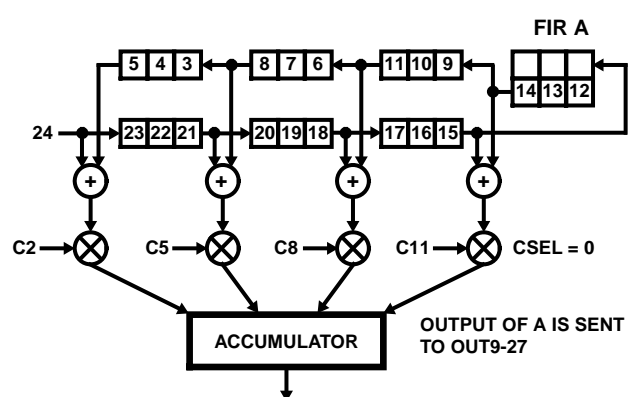 FIR A
5 4 3 8 7 6 11 10 9
14 13 12
24 23 22 21 20 19 18 17 16 15
+ + + +
C2 C5 C8 C11 CSEL = 0
ACCUMULATOR
OUTPUT OF A IS SENT
TO OUT9-27